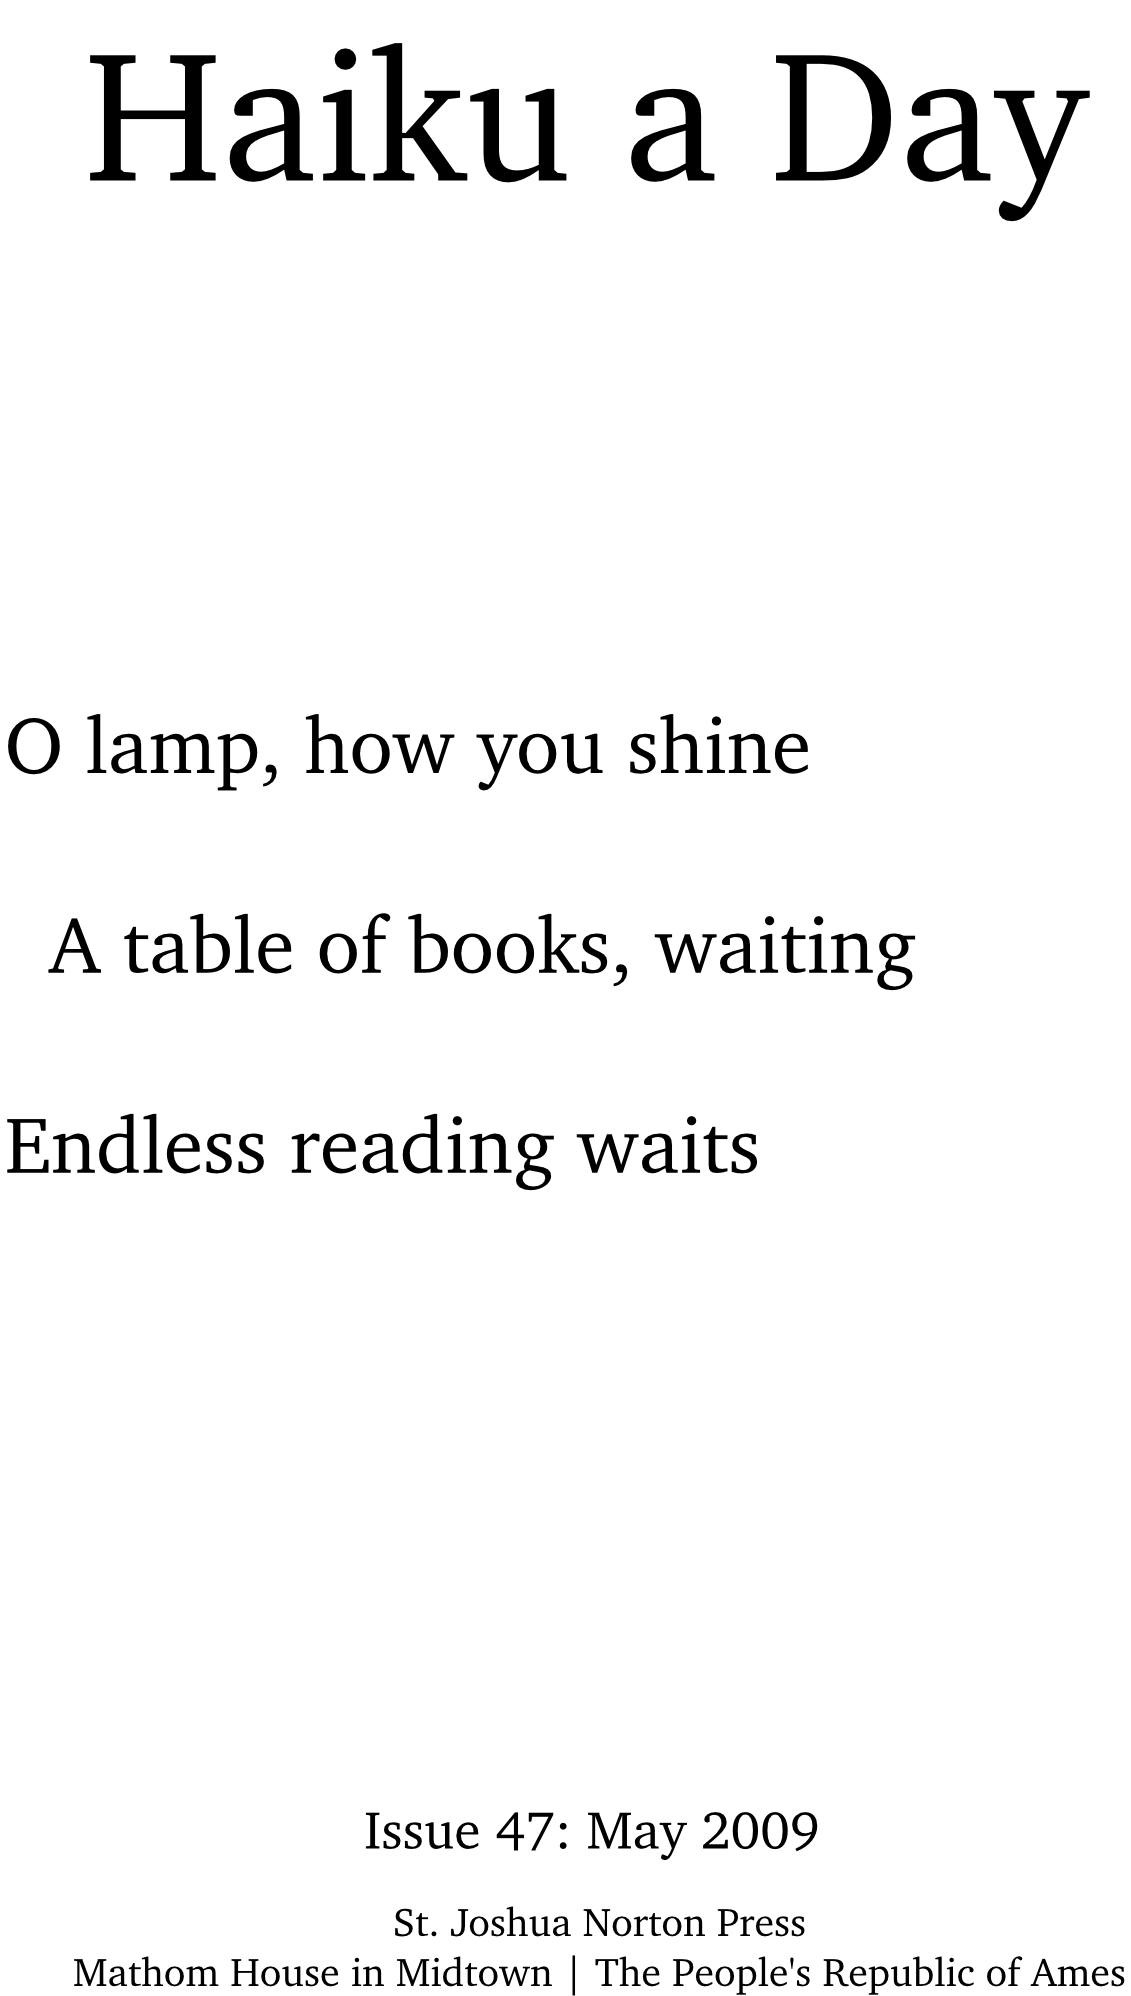 Haiku a Day
O lamp, how you shine
A table of books, waiting
Endless reading waits
Issue 47: May 2009
St. Joshua Norton Press
Mathom House in Midtown | The People's Republic of Ames